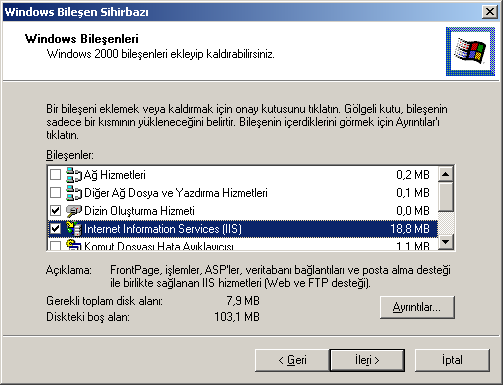 Windows Bileşen Sihirbazı
Windows Bileşenleri
Windows 2000 bileşenleri ekleyip kaldırabilirsiniz.
Bir bileşeni eklemek veya kaldırmak için onay kutusunu tıklatın. Gölgeli kutu, bileşenin
sadece bir kısmının yükleneceğini belirtir. Bileşenin içerdiklerini görmek için Ayrıntılar'ı
tıklatın.
Bileşenler:
Ağ Hizmetleri 0,2 MB
Diğer Ağ Dosya ve Yazdırma Hizmetleri 0,1 MB
Dizin Oluşturma Hizmeti 0,0 MB
Internet Information Services (IIS) 18,8 MB
Komut Dosyası Hata Ayıklayıcısı 1,1 MB
Açıklama: FrontPage, işlemler, ASP'ler, veritabanı bağlantıları ve posta alma desteği
ile birlikte sağlanan IIS hizmetleri (Web ve FTP desteği).
Gerekli toplam disk alanı: 7,9 MB
Diskteki boş alan: 103,1 MB
Ayrıntılar...
< Geri İleri > İptal